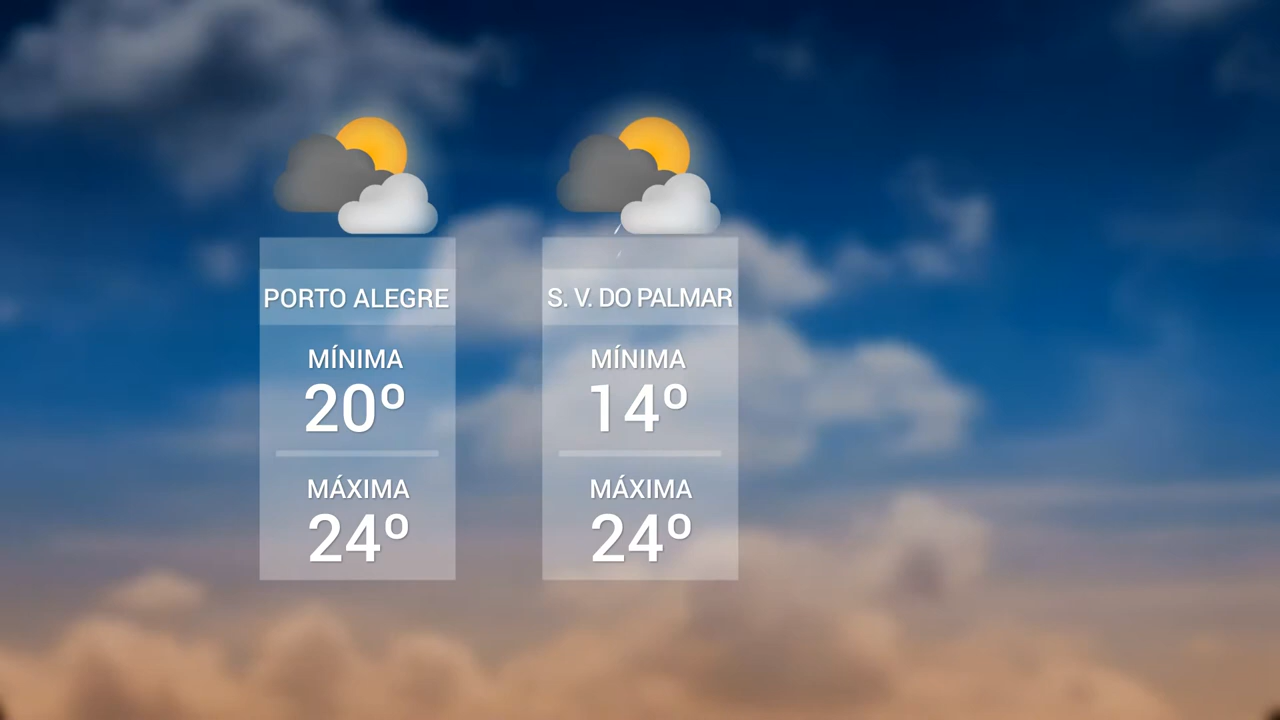 PORTO ALEGRE
MÍNIMA
20º
MÁXIMA
24º
S. V. DO PALMAR
MÍNIMA
14º
MÁXIMA
24º